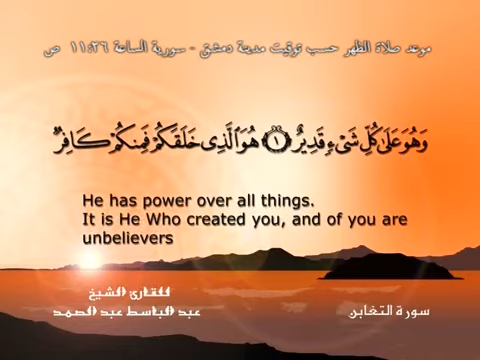 موعد صلاة الظهر حسب توقيت مدينة دمشق - سورية الساعة ١١:٢٦ ص
وَهُوَ عَلَىٰ كُلِّ شَىْءٍ قَدِيرٌ ﴿١﴾ هُوَ ٱلَّذِى خَلَقَكُمْ فَمِنكُمْ كَافِرٌ
He has power over all things.
It is He Who created you, and of you are
unbelievers
للقارئ الشيخ
عبد الباسط عبد الصمد
سورة التغابن